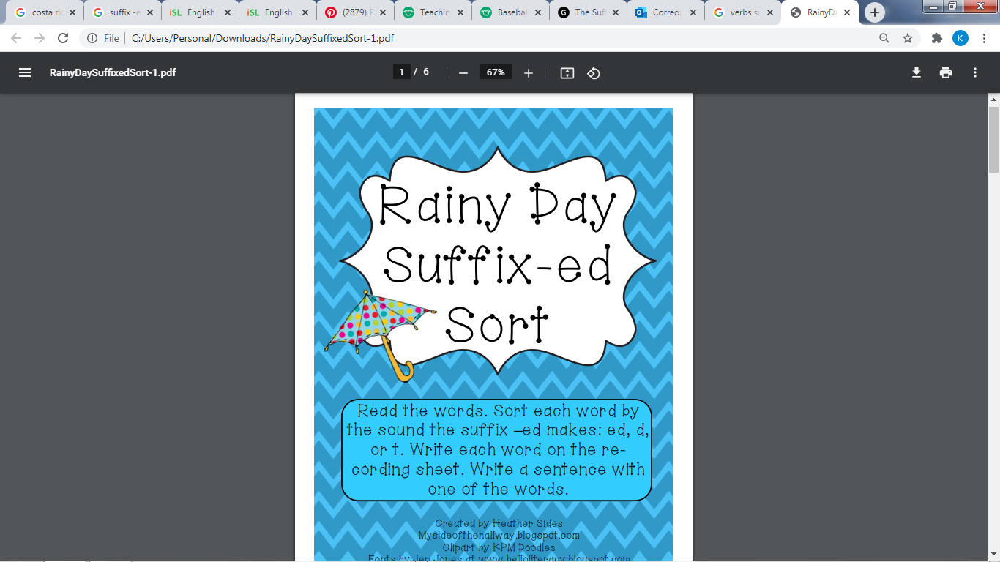 costa ric
suffix -e
iSL English
iSL English
(2879) P
Teachin
Basebal
G The Suf
Correo:
verbs su
RainyDa
File C:/Users/Personal/Downloads/RainyDaySuffixedSort-1.pdf
K
RainyDaySuffixedSort-1.pdf
1 / 6
67%
Rainy Day
Suffix-ed
Sort
Read the words. Sort each word by
the sound the suffix –ed makes: ed, d,
or t. Write each word on the re-
cording sheet. Write a sentence with
one of the words.
Created by Heather Sides
Mysideofthehallway.blogspot.com
Clipart by KPM Doodles
Fonts by Jen Jones at www.helloliteracy.blogspot.com